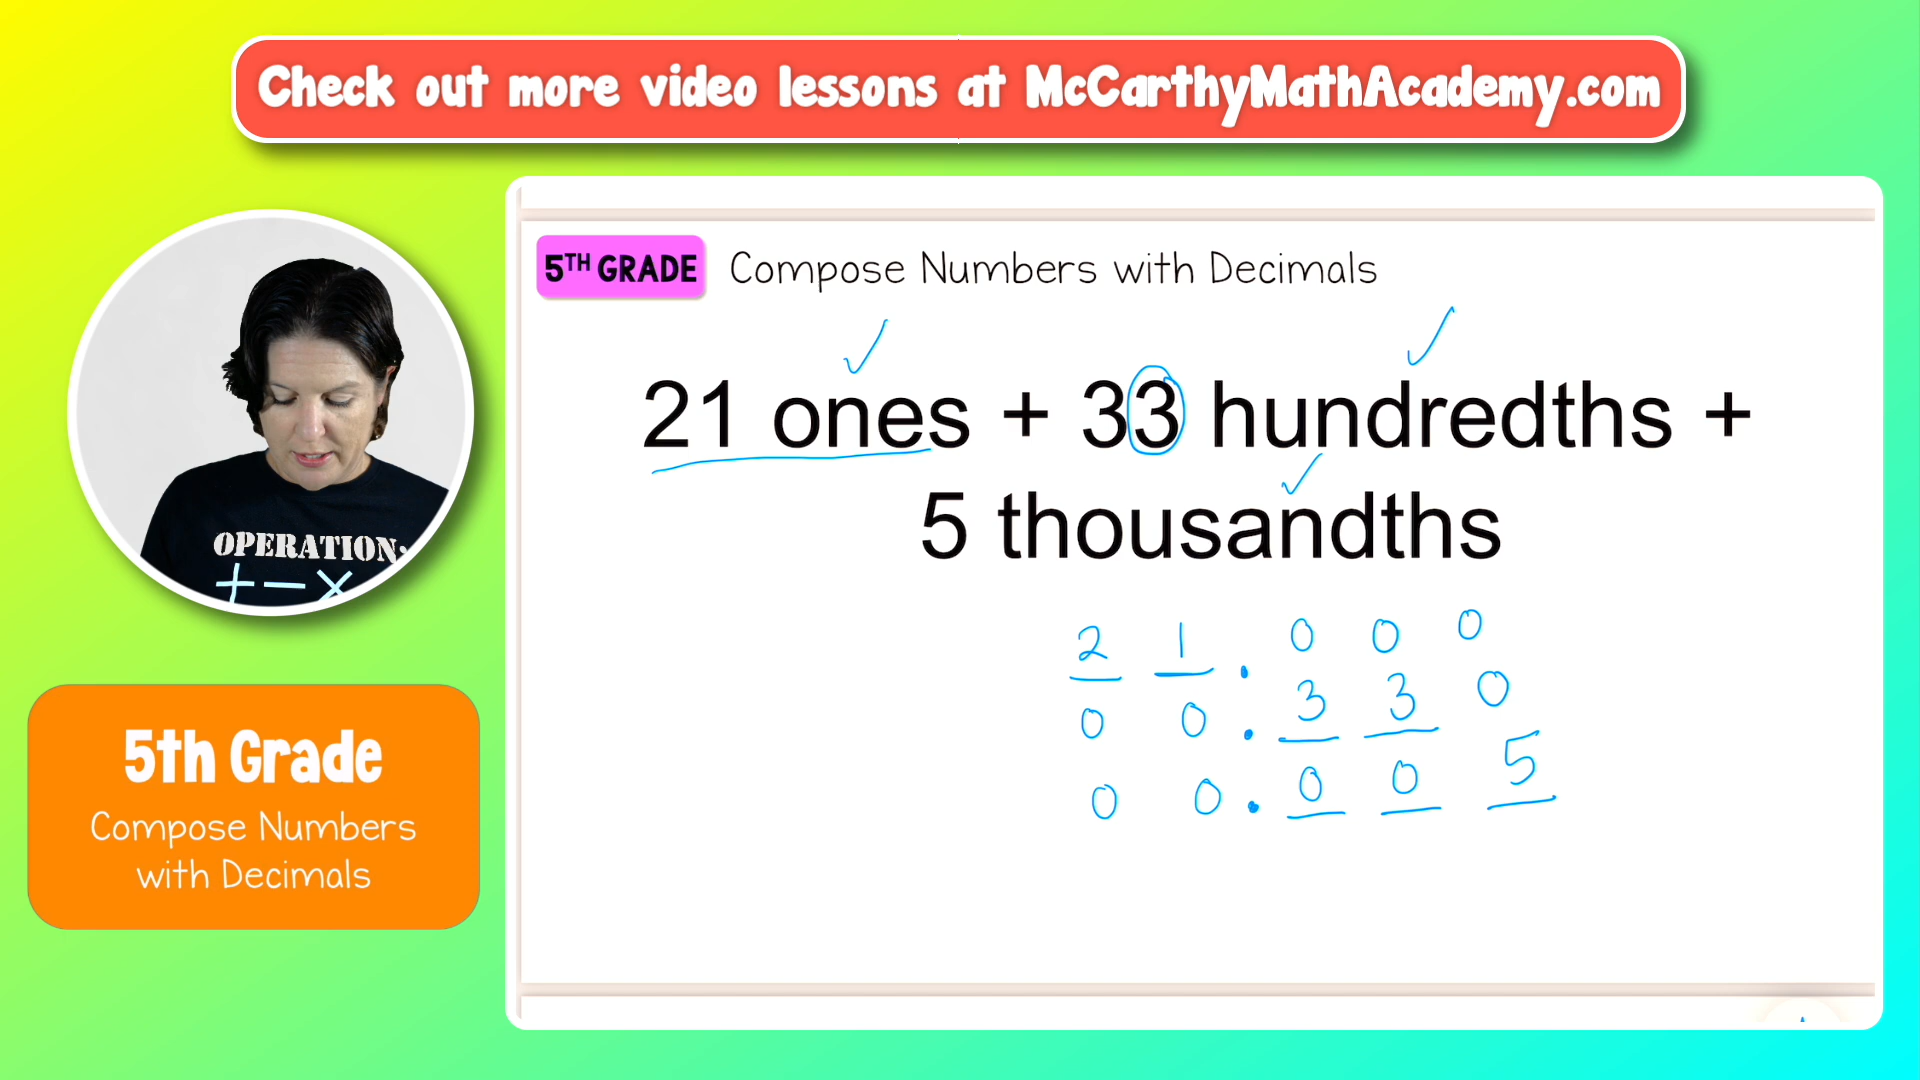 Check out more video lessons at McCarthyMathAcademy.com
5TH GRADE Compose Numbers with Decimals
21 ones + 33 hundredths +
5 thousandths
2 1 . 0 0 0
0 0 . 3 3 0
0 0 . 0 0 5
OPERATION:
+ − ×
5th Grade
Compose Numbers
with Decimals